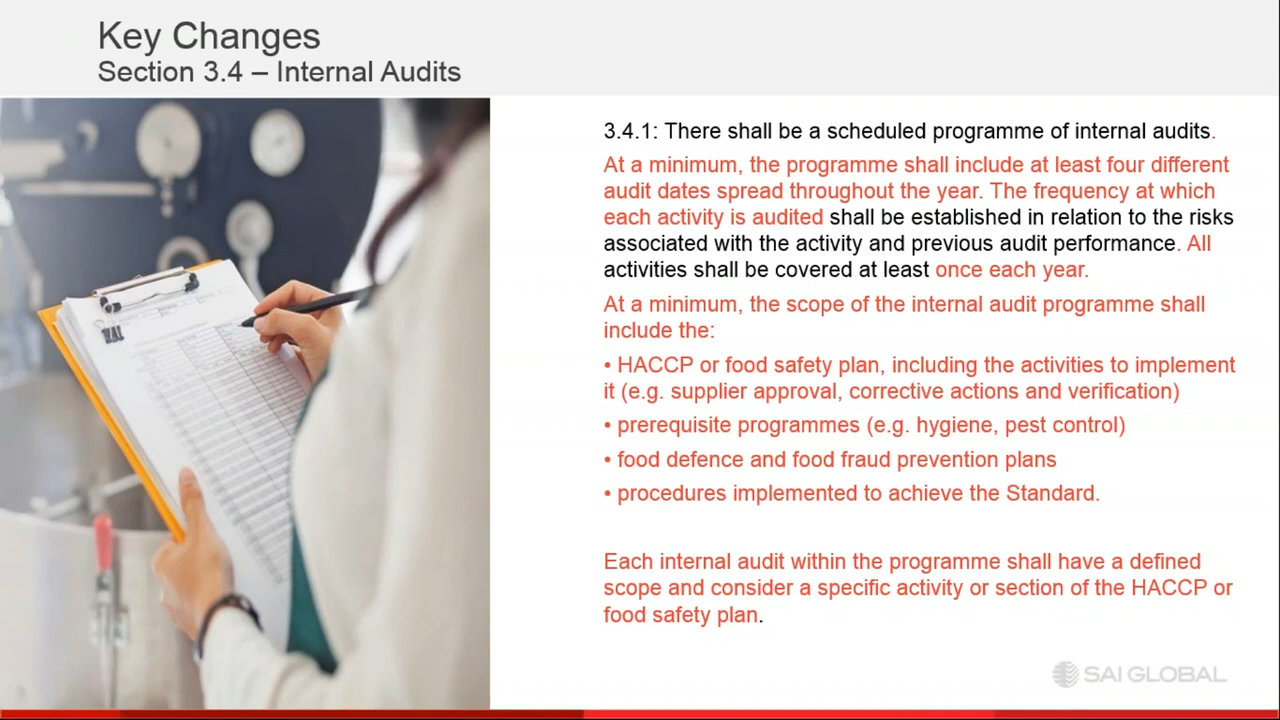 Key Changes
Section 3.4 – Internal Audits
3.4.1: There shall be a scheduled programme of internal audits.
At a minimum, the programme shall include at least four different
audit dates spread throughout the year. The frequency at which
each activity is audited shall be established in relation to the risks
associated with the activity and previous audit performance. All
activities shall be covered at least once each year.
At a minimum, the scope of the internal audit programme shall
include the:
• HACCP or food safety plan, including the activities to implement
it (e.g. supplier approval, corrective actions and verification)
• prerequisite programmes (e.g. hygiene, pest control)
• food defence and food fraud prevention plans
• procedures implemented to achieve the Standard.
Each internal audit within the programme shall have a defined
scope and consider a specific activity or section of the HACCP or
food safety plan.
SAI GLOBAL